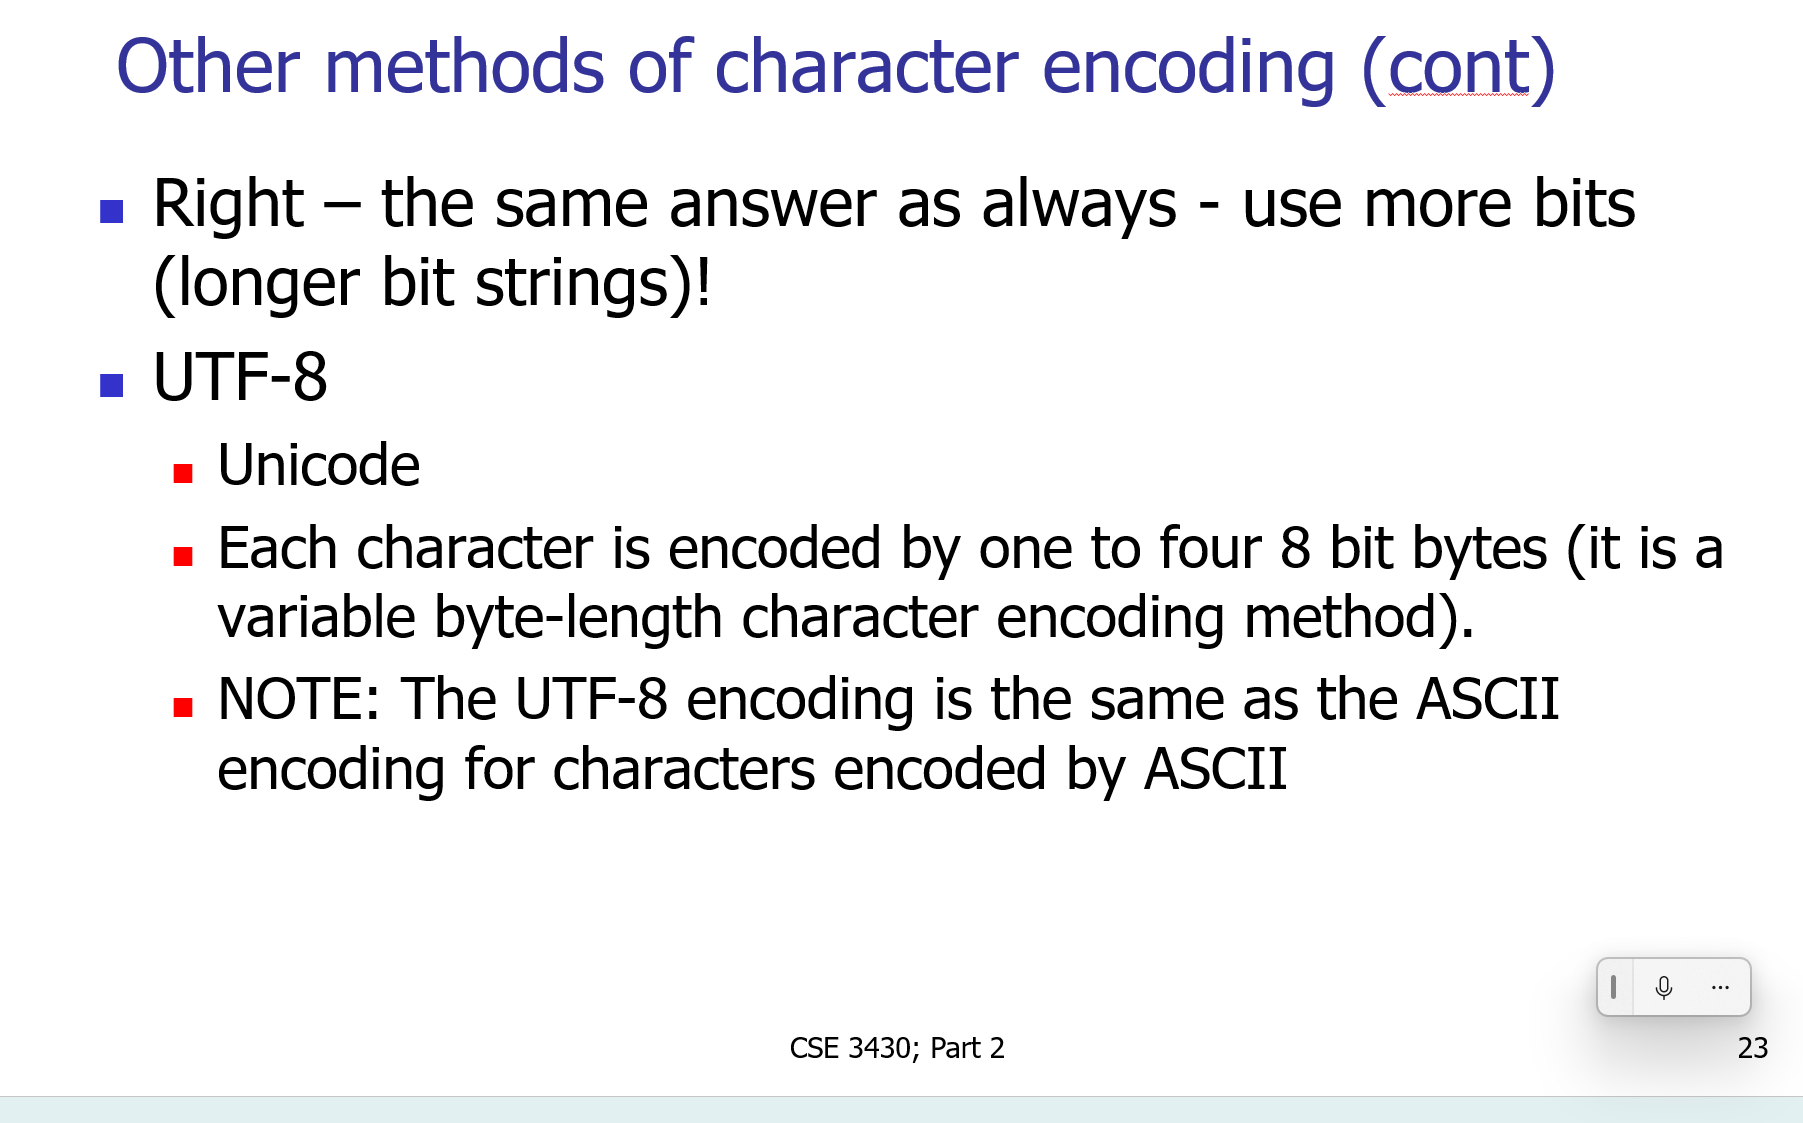 Other methods of character encoding (cont)
Right – the same answer as always - use more bits
(longer bit strings)!
UTF-8
Unicode
Each character is encoded by one to four 8 bit bytes (it is a
variable byte-length character encoding method).
NOTE: The UTF-8 encoding is the same as the ASCII
encoding for characters encoded by ASCII
CSE 3430; Part 2
23